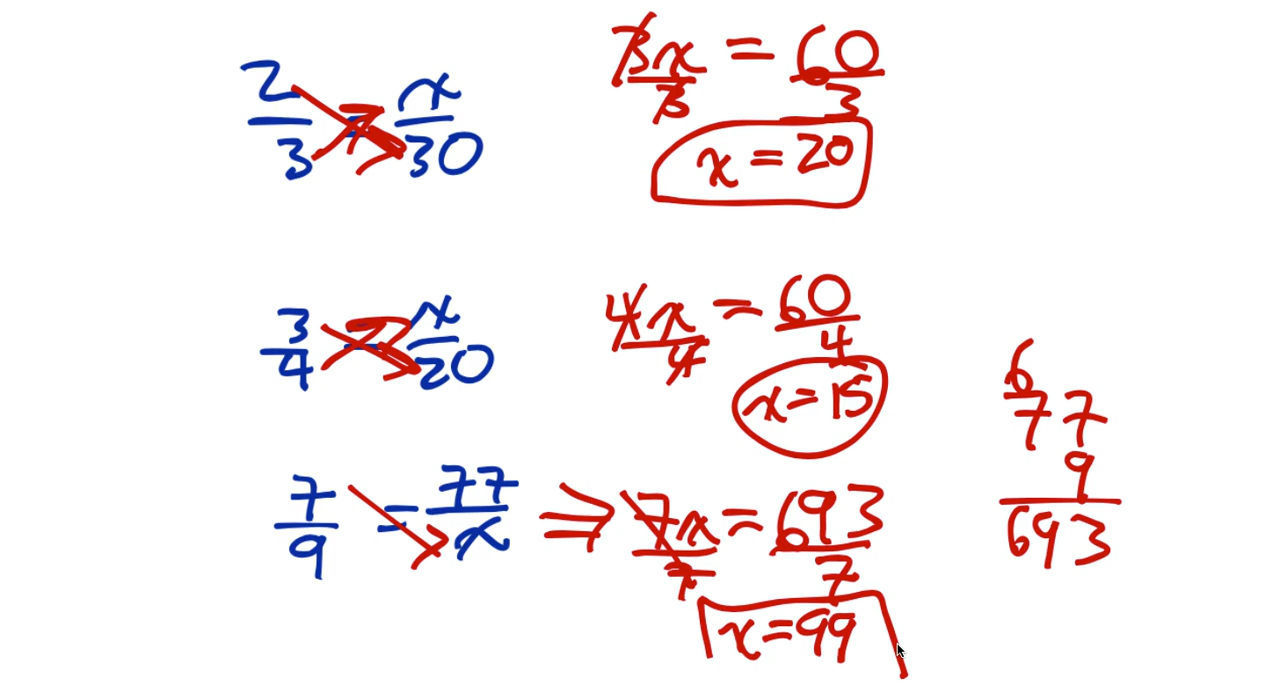 2/3 = x/30
3x/3 = 60/3
x = 20
3/4 = x/20
4x/4 = 60/4
x = 15
7/9 = 77/x ⇒ 7x/7 = 693/7
x = 99
6
77
9
693